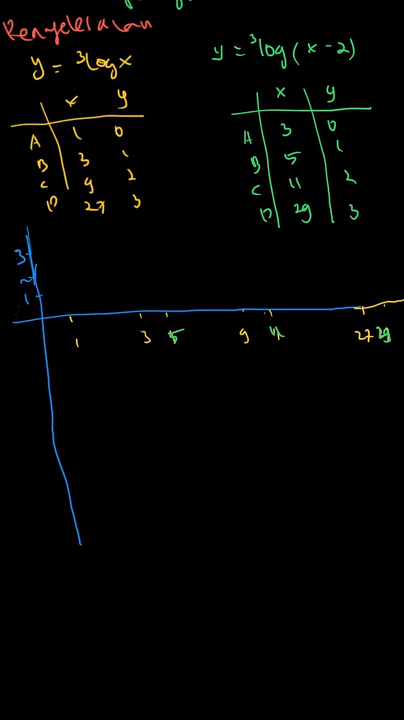 Penyelesaian
y = ³log x
x y
A 1 0
B 3 1
C 9 2
D 27 3
y = ³log (x - 2)
x y
A 3 0
B 5 1
C 11 2
D 29 3
3
2
1
1 3 5 9 11 27 29